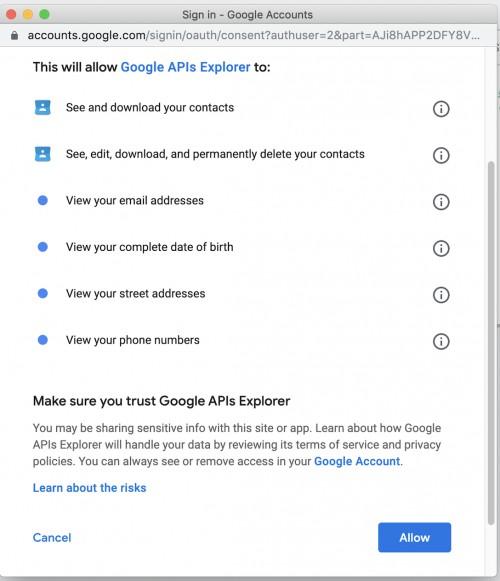 Sign in - Google Accounts
accounts.google.com/signin/oauth/consent?authuser=2&part=AJi8hAPP2DFY8V...
This will allow Google APIs Explorer to:
See and download your contacts
See, edit, download, and permanently delete your contacts
View your email addresses
View your complete date of birth
View your street addresses
View your phone numbers
Make sure you trust Google APIs Explorer
You may be sharing sensitive info with this site or app. Learn about how Google
APIs Explorer will handle your data by reviewing its terms of service and privacy
policies. You can always see or remove access in your Google Account.
Learn about the risks
Cancel
Allow